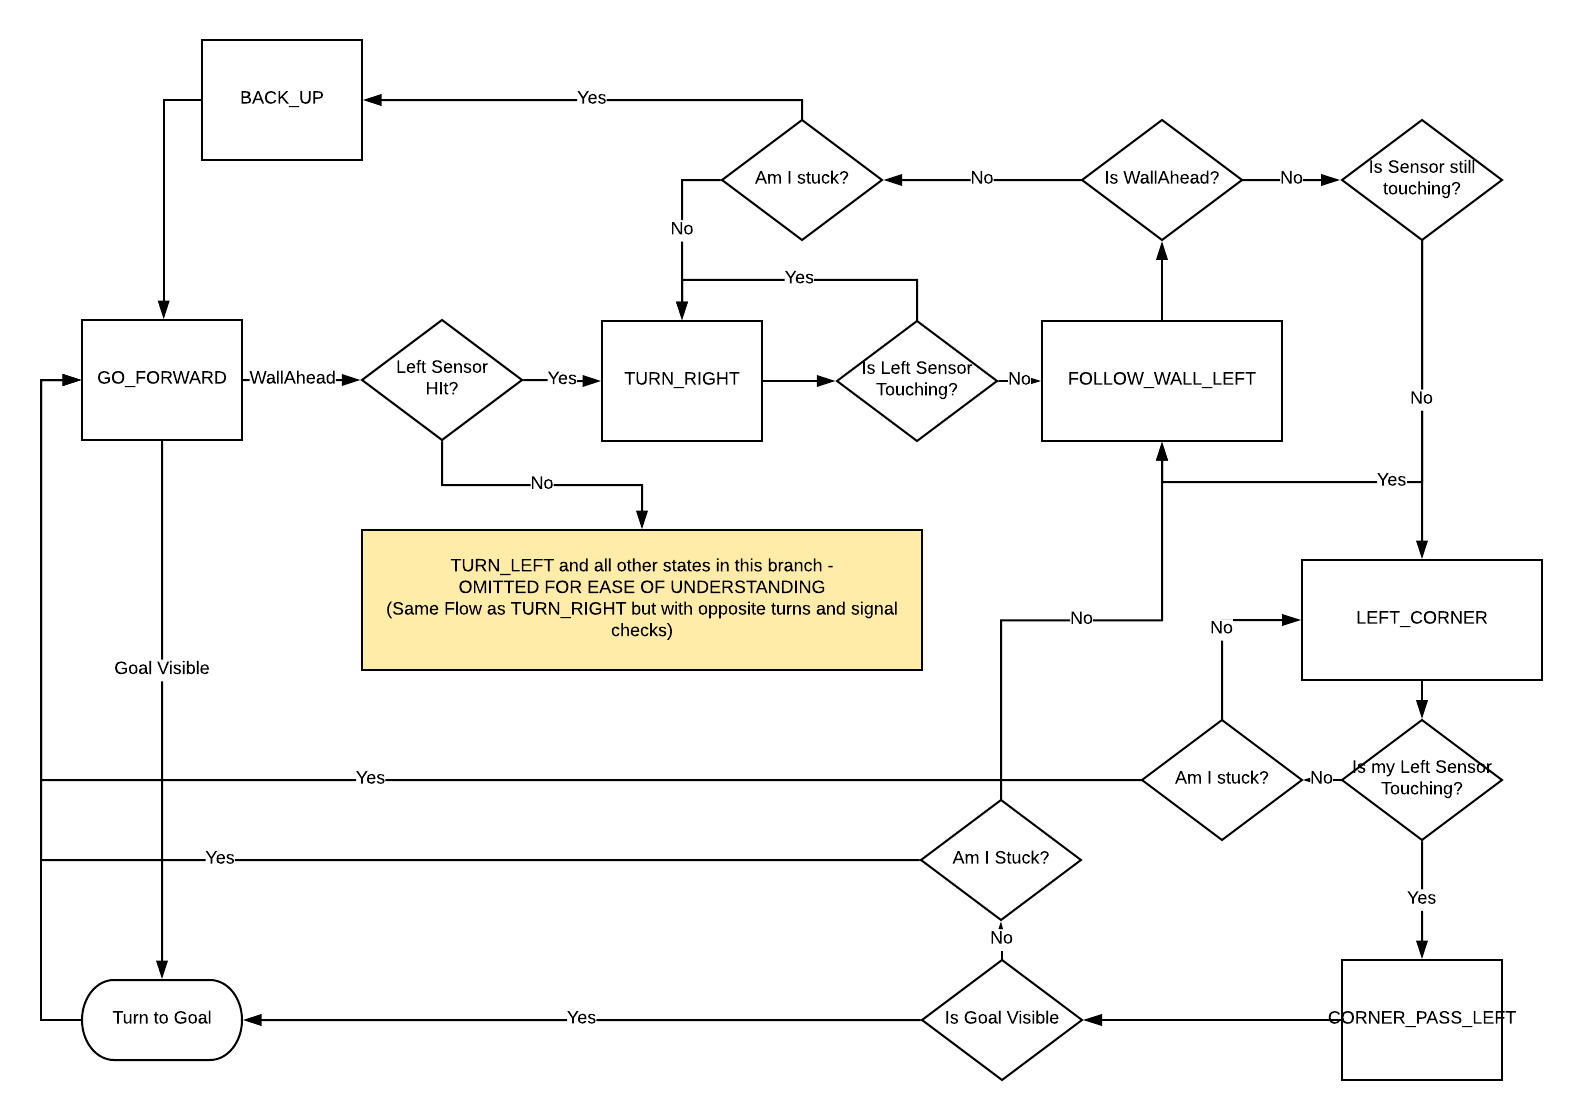 BACK_UP
Yes
Am I stuck?
No
Is WallAhead?
No
Is Sensor still
touching?
No
Yes
GO_FORWARD
WallAhead
Left Sensor
HIt?
Yes
TURN_RIGHT
Is Left Sensor
Touching?
No
FOLLOW_WALL_LEFT
No
No
Yes
TURN_LEFT and all other states in this branch -
OMITTED FOR EASE OF UNDERSTANDING
(Same Flow as TURN_RIGHT but with opposite turns and signal
checks)
No
No
LEFT_CORNER
Goal Visible
Yes
Am I stuck?
No
Is my Left Sensor
Touching?
Yes
Am I Stuck?
Yes
No
Turn to Goal
Yes
Is Goal Visible
CORNER_PASS_LEFT